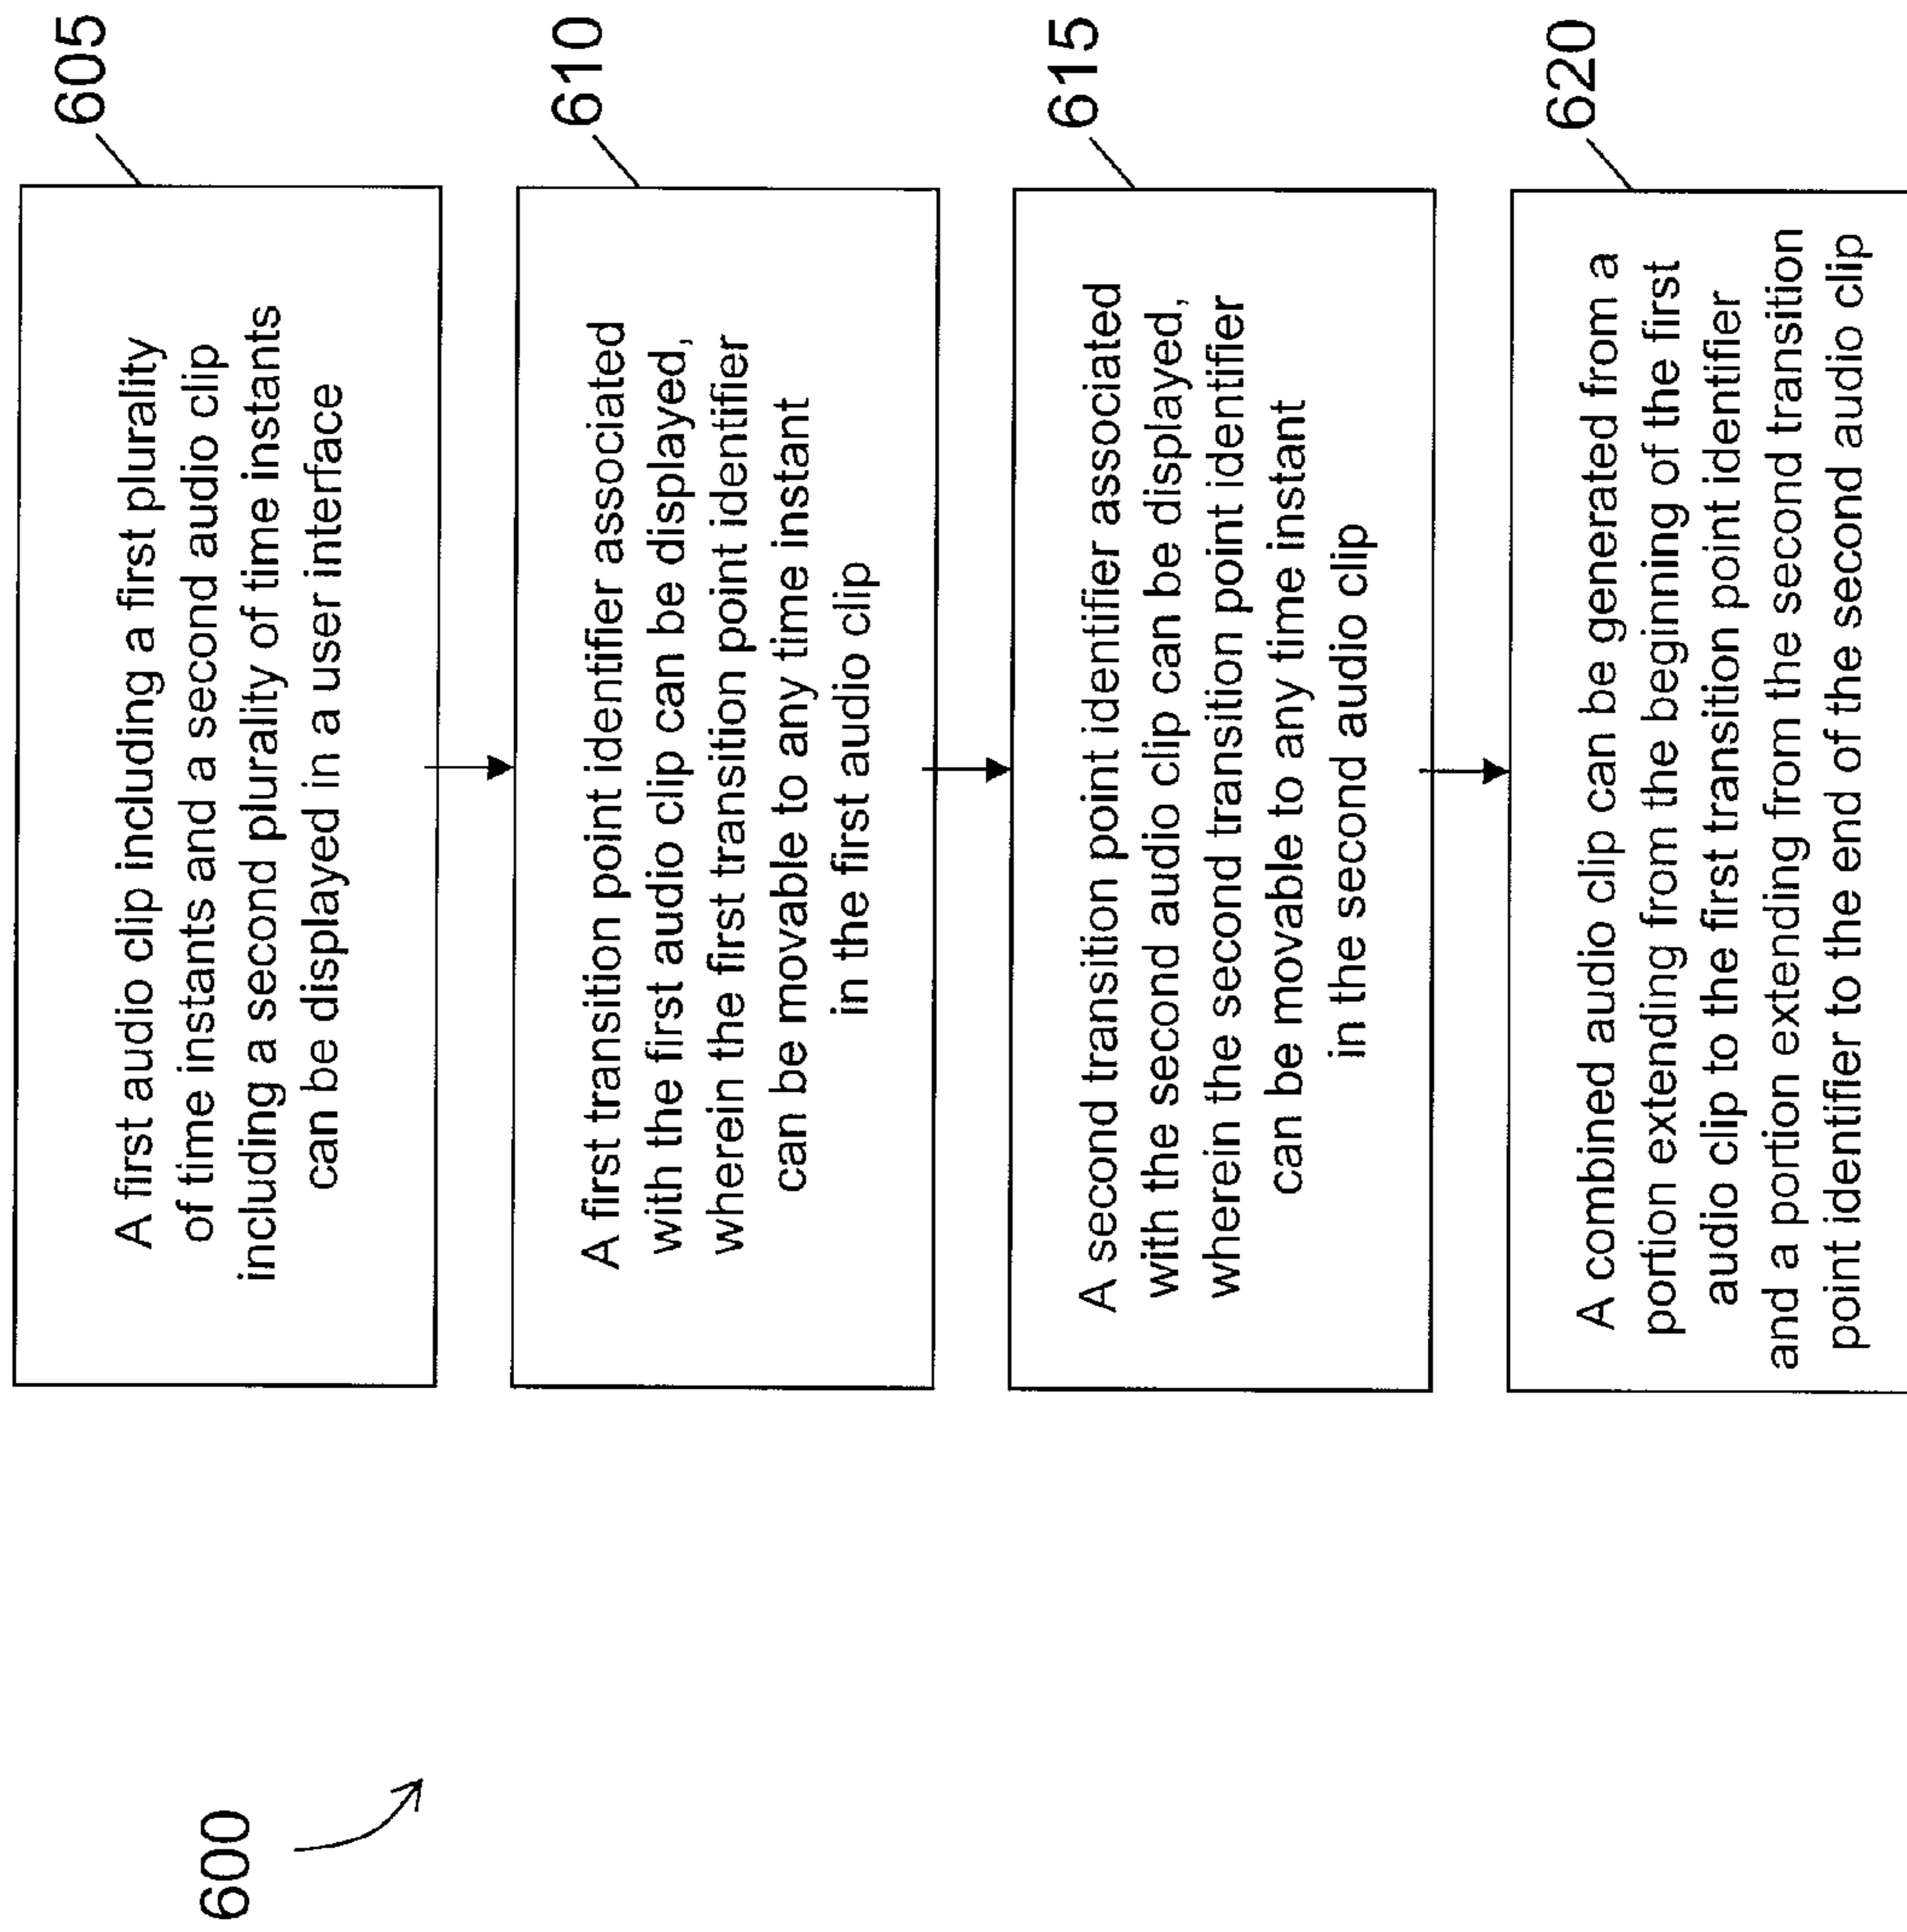 600
605
A first audio clip including a first plurality
of time instants and a second audio clip
including a second plurality of time instants
can be displayed in a user interface
610
A first transition point identifier associated
with the first audio clip can be displayed,
wherein the first transition point identifier
can be movable to any time instant
in the first audio clip
615
A second transition point identifier associated
with the second audio clip can be displayed,
wherein the second transition point identifier
can be movable to any time instant
in the second audio clip
620
A combined audio clip can be generated from a
portion extending from the beginning of the first
audio clip to the first transition point identifier
and a portion extending from the second transition
point identifier to the end of the second audio clip